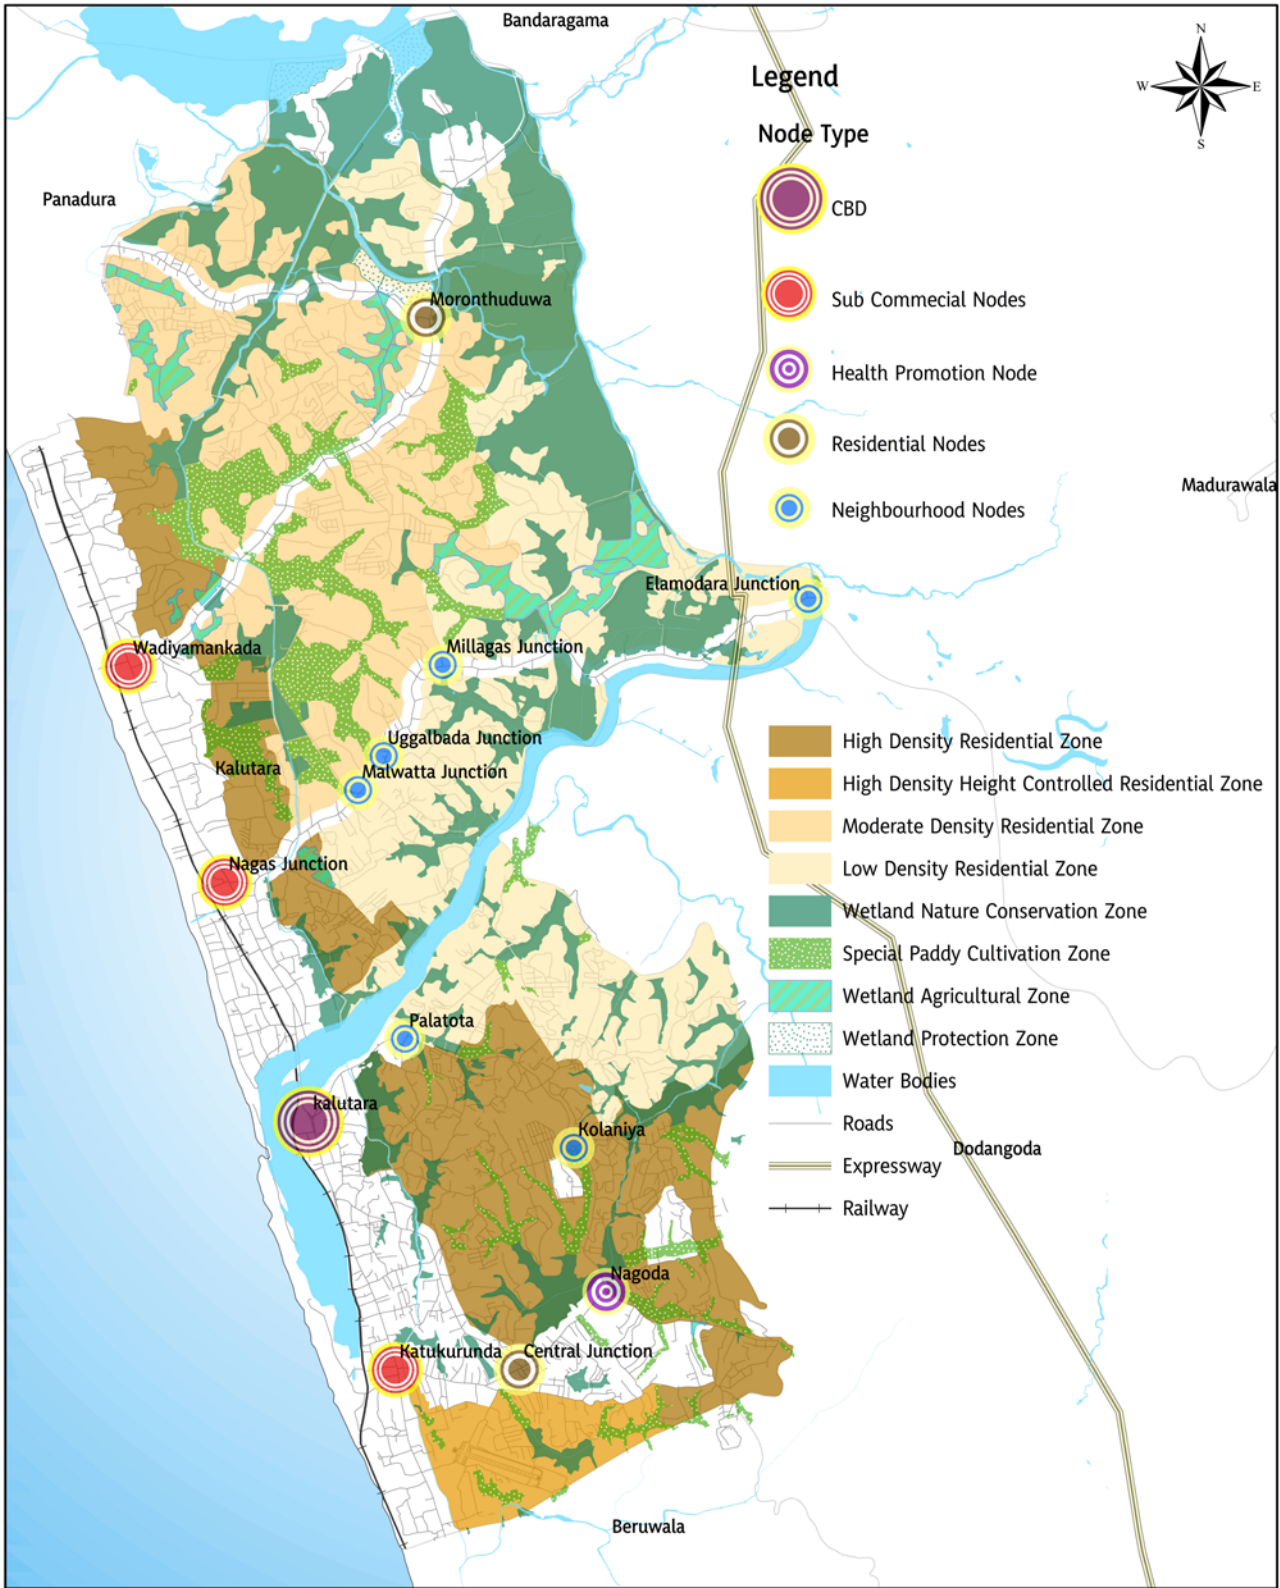 Bandaragama
N
W
E
S
Legend
Node Type
Panadura
CBD
Moronthuduwa
Sub Commecial Nodes
Health Promotion Node
Residential Nodes
Madurawala
Neighbourhood Nodes
Elamodara Junction
Wadiyamankada
Millagas Junction
Uggalbada Junction
Kalutara
Malwatta Junction
Nagas Junction
High Density Residential Zone
High Density Height Controlled Residential Zone
Moderate Density Residential Zone
Low Density Residential Zone
Wetland Nature Conservation Zone
Special Paddy Cultivation Zone
Wetland Agricultural Zone
Wetland Protection Zone
Water Bodies
Roads
Expressway
Railway
Palatota
kalutara
Kolaniya
Dodangoda
Nagoda
Katukurunda
Central Junction
Beruwala